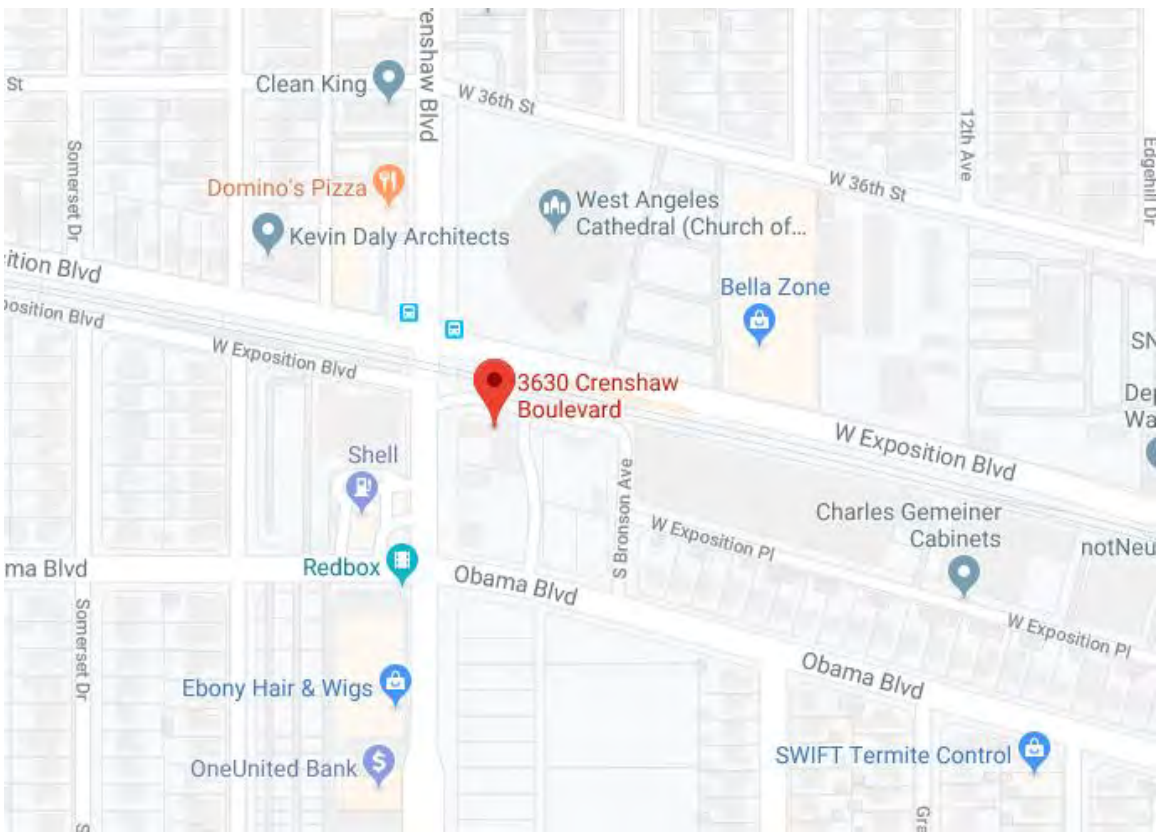 enshaw Blvd
Clean King
St
W 36th St
12th Ave
Edgehill Dr
Somerset Dr
Domino's Pizza
W 36th St
West Angeles
Cathedral (Church of...
Kevin Daly Architects
ition Blvd
Bella Zone
position Blvd
W Exposition Blvd
SN
3630 Crenshaw
Boulevard
Dep
Wa
W Exposition Blvd
Shell
S Bronson Ave
Charles Gemeiner
Cabinets
W Exposition Pl
notNeu
ma Blvd
Redbox
Obama Blvd
Somerset Dr
W Exposition Pl
Obama Blvd
Ebony Hair & Wigs
SWIFT Termite Control
OneUnited Bank
$
Gra
S